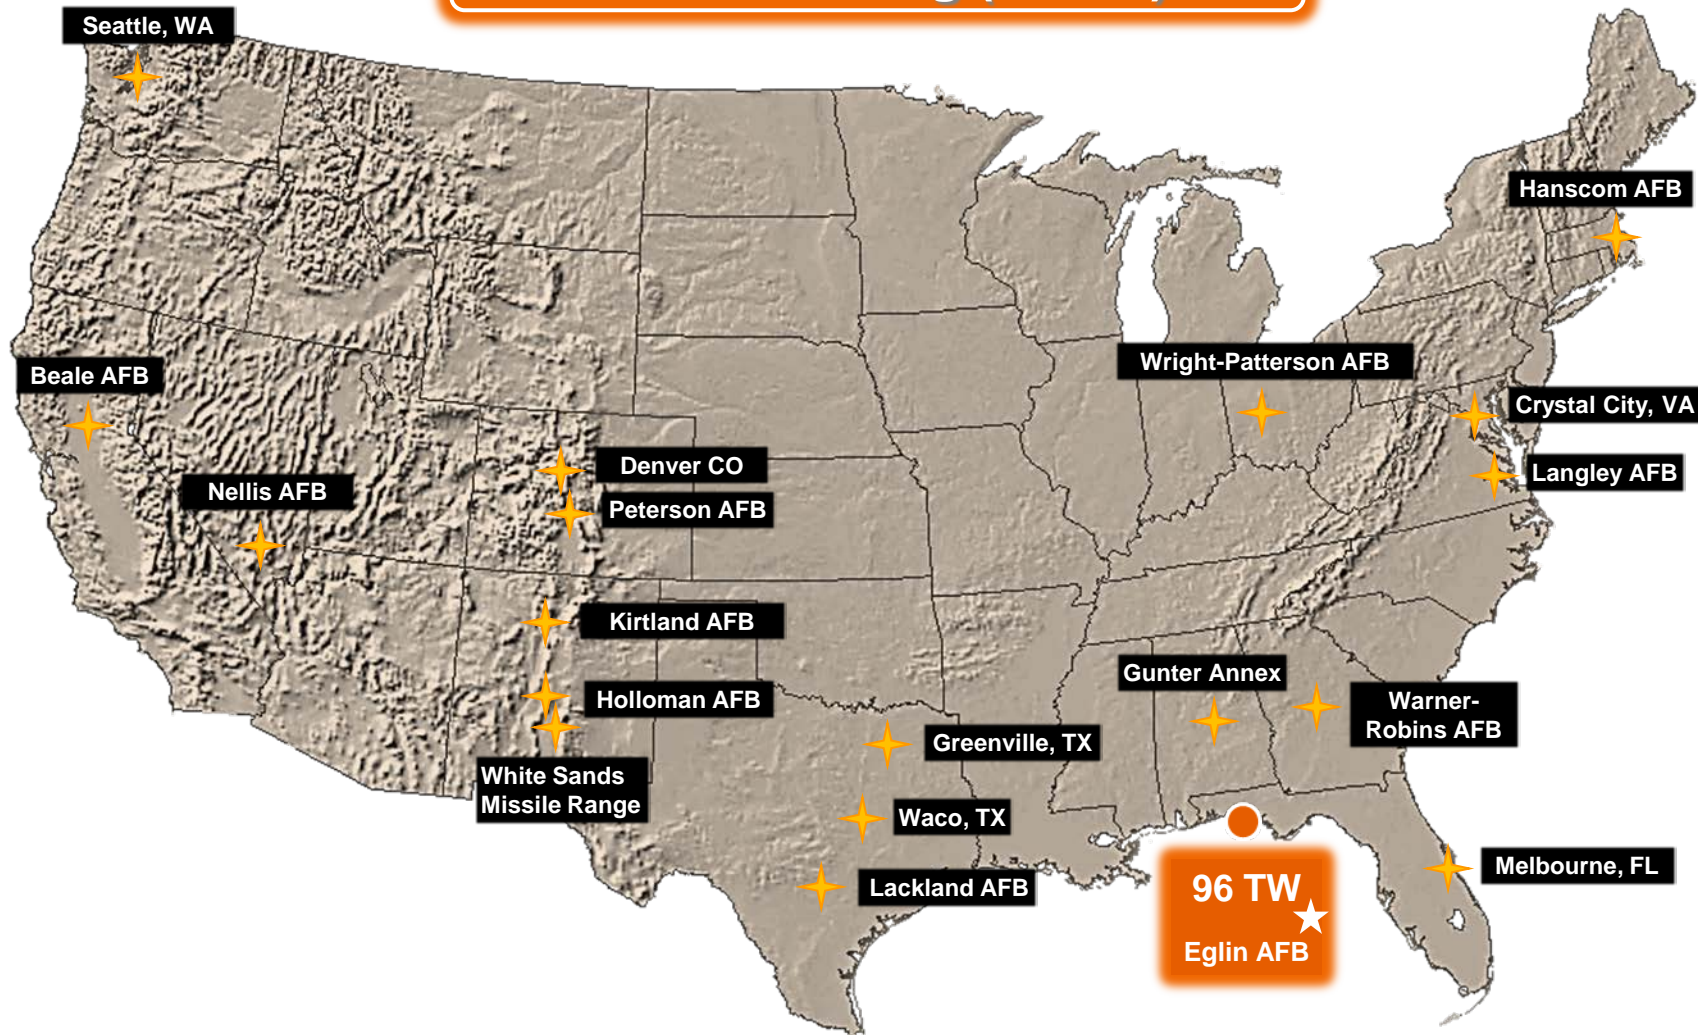 Seattle, WA
Hanscom AFB
Wright-Patterson AFB
Beale AFB
Crystal City, VA
Denver CO
Langley AFB
Nellis AFB
Peterson AFB
Kirtland AFB
Gunter Annex
Holloman AFB
Warner-
Robins AFB
Greenville, TX
White Sands
Missile Range
Waco, TX
Melbourne, FL
Lackland AFB
96 TW
Eglin AFB